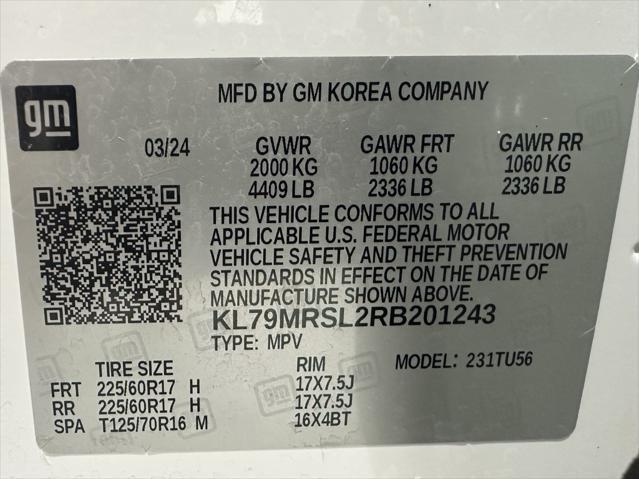 gm
MFD BY GM KOREA COMPANY
03/24 GVWR GAWR FRT GAWR RR
2000 KG 1060 KG 1060 KG
4409 LB 2336 LB 2336 LB
THIS VEHICLE CONFORMS TO ALL
APPLICABLE U.S. FEDERAL MOTOR
VEHICLE SAFETY AND THEFT PREVENTION
STANDARDS IN EFFECT ON THE DATE OF
MANUFACTURE SHOWN ABOVE.
KL79MRSL2RB201243
TYPE: MPV MODEL: 231TU56
TIRE SIZE RIM
FRT 225/60R17 H 17X7.5J
RR 225/60R17 H 17X7.5J
SPA T125/70R16 M 16X4BT